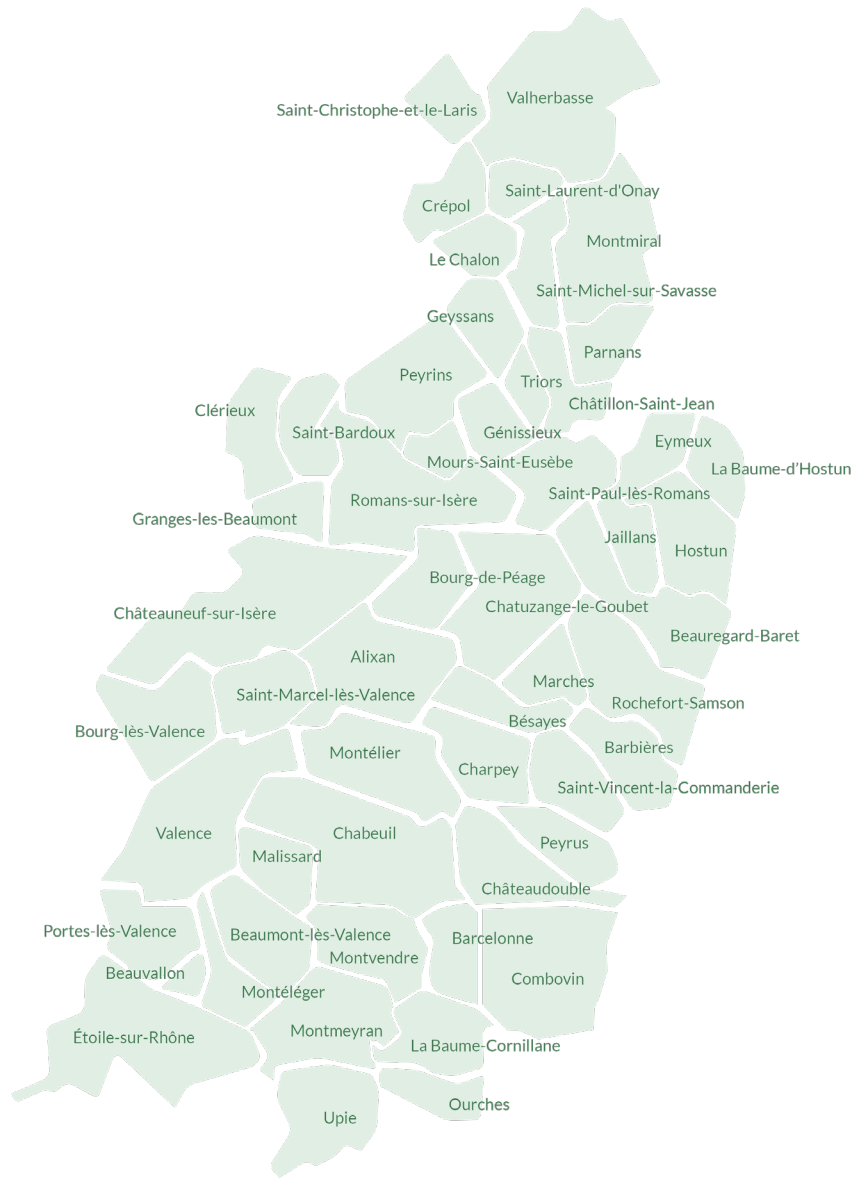 Valherbasse
Saint-Christophe-et-le-Laris
Saint-Laurent-d'Onay
Crépol
Montmiral
Le Chalon
Saint-Michel-sur-Savasse
Geyssans
Parnans
Peyrins
Triors
Châtillon-Saint-Jean
Clérieux
Saint-Bardoux
Génissieux
Eymeux
Mours-Saint-Eusèbe
La Baume-d’Hostun
Saint-Paul-lès-Romans
Romans-sur-Isère
Granges-les-Beaumont
Jaillans
Hostun
Bourg-de-Péage
Chatuzange-le-Goubet
Châteauneuf-sur-Isère
Beauregard-Baret
Alixan
Marches
Saint-Marcel-lès-Valence
Rochefort-Samson
Bésayes
Bourg-lès-Valence
Barbières
Montélier
Charpey
Saint-Vincent-la-Commanderie
Valence
Chabeuil
Peyrus
Malissard
Châteaudouble
Portes-lès-Valence
Beaumont-lès-Valence
Barcelonne
Montvendre
Beauvallon
Combovin
Montéléger
Montmeyran
Étoile-sur-Rhône
La Baume-Cornillane
Ourches
Upie